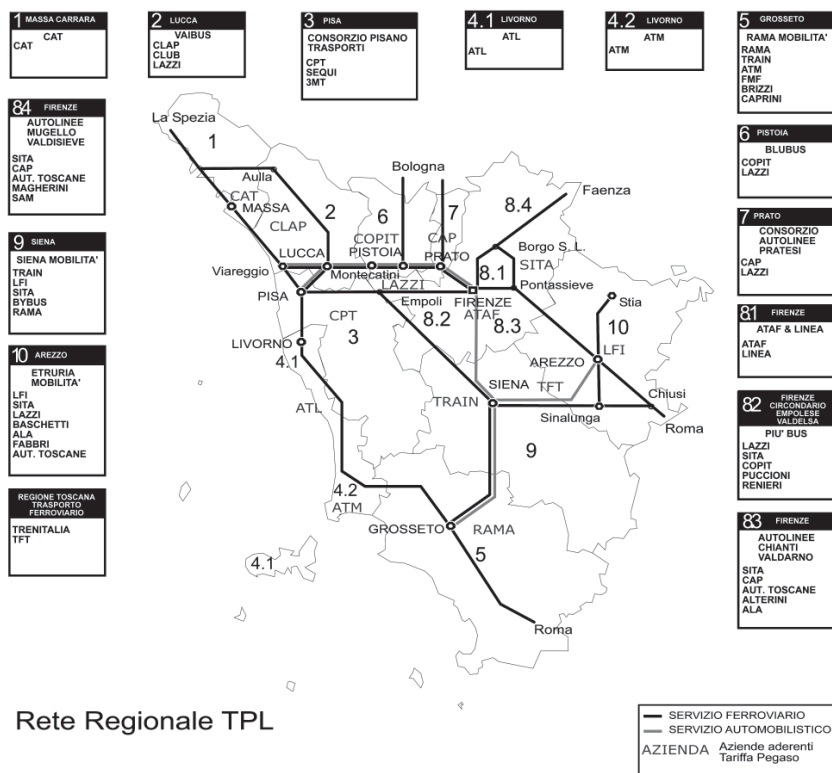 1 MASSA CARRARA
CAT
CAT
2 LUCCA
VAIBUS
CLAP
CLUB
LAZZI
3 PISA
CONSORZIO PISANO
TRASPORTI
CPT
SEQUI
3MT
4.1 LIVORNO
ATL
ATL
4.2 LIVORNO
ATM
ATM
5 GROSSETO
RAMA MOBILITA'
RAMA
TRAIN
ATM
FMF
BRIZZI
CAPRINI
8.4 FIRENZE
AUTOLINEE
MUGELLO
VALDISIEVE
SITA
CAP
AUT. TOSCANE
MAGHERINI
SAM
9 SIENA
SIENA MOBILITA'
TRAIN
LFI
SITA
BYBUS
RAMA
10 AREZZO
ETRURIA
MOBILITA'
LFI
SITA
LAZZI
BASCHETTI
ALA
FABBRI
AUT. TOSCANE
REGIONE TOSCANA
TRASPORTO
FERROVIARIO
TRENITALIA
TFT
6 PISTOIA
BLUBUS
COPIT
LAZZI
7 PRATO
CONSORZIO
AUTOLINEE
PRATESI
CAP
LAZZI
8.1 FIRENZE
ATAF & LINEA
ATAF
LINEA
8.2 FIRENZE
CIRCONDARIO
EMPOLESE
VALDELSA
PIU' BUS
LAZZI
SITA
COPIT
PUCCIONI
RENIERI
8.3 FIRENZE
AUTOLINEE
CHIANTI
VALDARNO
SITA
CAP
AUT. TOSCANE
ALTERINI
ALA
La Spezia
1
Bologna
Aulla
8.4
Faenza
CAT
MASSA
2
6
7
CLAP
COPIT
CAP
LUCCA
PISTOIA
PRATO
Borgo S. L.
SITA
Viareggio
Montecatini
8.1
LAZZI
Pontassieve
PISA
Empoli
FIRENZE
Stia
CPT
8.2
ATAF
8.3
10
3
LIVORNO
4.1
AREZZO
LFI
SIENA
TFT
Chiusi
ATL
TRAIN
Sinalunga
Roma
9
4.2
ATM
GROSSETO
RAMA
5
4.1
Roma
Rete Regionale TPL
SERVIZIO FERROVIARIO
SERVIZIO AUTOMOBILISTICO
AZIENDA Aziende aderenti
Tariffa Pegaso